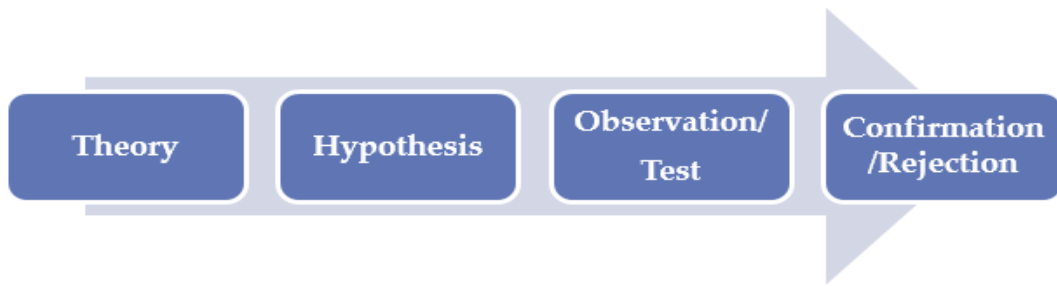 Theory
Hypothesis
Observation/
Test
Confirmation
/Rejection